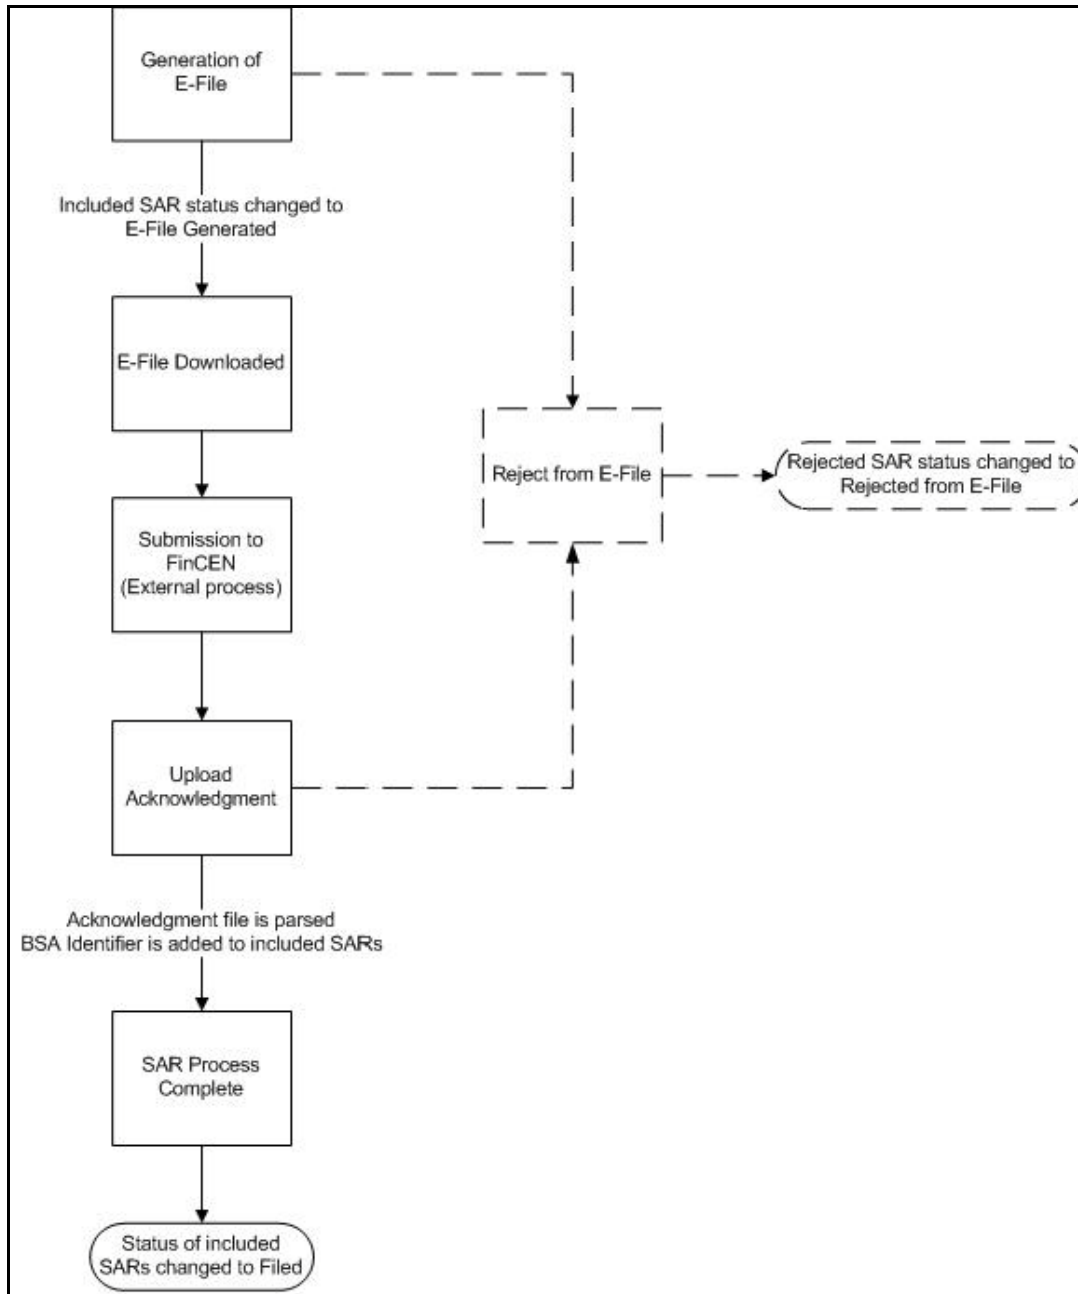 Generation of
E-File
Included SAR status changed to
E-File Generated
E-File Downloaded
Submission to
FinCEN
(External process)
Upload
Acknowledgment
Acknowledgment file is parsed
BSA Identifier is added to included SARs
SAR Process
Complete
Status of included
SARs changed to Filed
Reject from E-File
Rejected SAR status changed to
Rejected from E-File